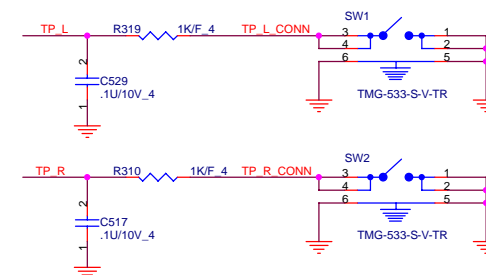 SW1
TP_L R319 1K/F_4 TP_L_CONN 3 1
4 2
6 5
2
C529
.1U/10V_4 TMG-533-S-V-TR
1
SW2
TP_R R310 1K/F_4 TP_R_CONN 3 1
4 2
6 5
2
C517
.1U/10V_4 TMG-533-S-V-TR
1